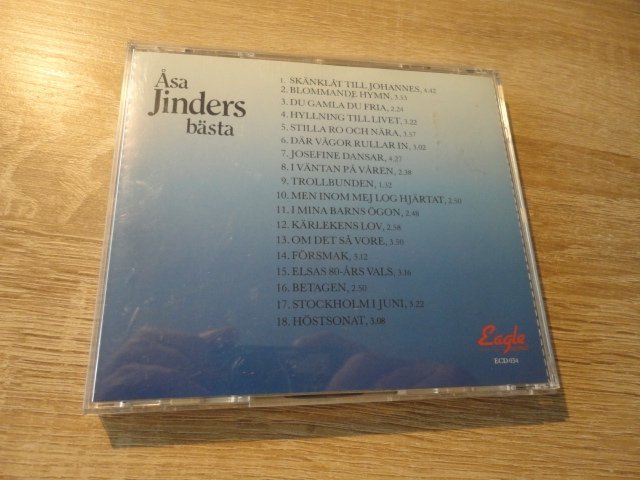 Åsa
Jinders
bästa
1. SKÄNKLÅT TILL JOHANNES, 4.42
2. BLOMMANDE HYMN, 3.53
3. DU GAMLA DU FRIA, 2.24
4. HYLLNING TILL LIVET, 3.22
5. STILLA RO OCH NÄRA, 3.57
6. DÄR VÅGOR RULLAR IN, 3.02
7. JOSEFINE DANSAR, 4.27
8. I VÄNTAN PÅ VÅREN, 2.38
9. TROLLBUNDEN, 1.32
10. MEN INOM MEJ LOG HJÄRTAT, 2.50
11. I MINA BARNS ÖGON, 2.48
12. KÄRLEKENS LOV, 2.58
13. OM DET SÅ VORE, 3.50
14. FÖRSMAK, 3.12
15. ELSAS 80-ÅRS VALS, 3.16
16. BETAGEN, 2.50
17. STOCKHOLM I JUNI, 3.22
18. HÖSTSONAT, 3.08
Eagle
ECD 034